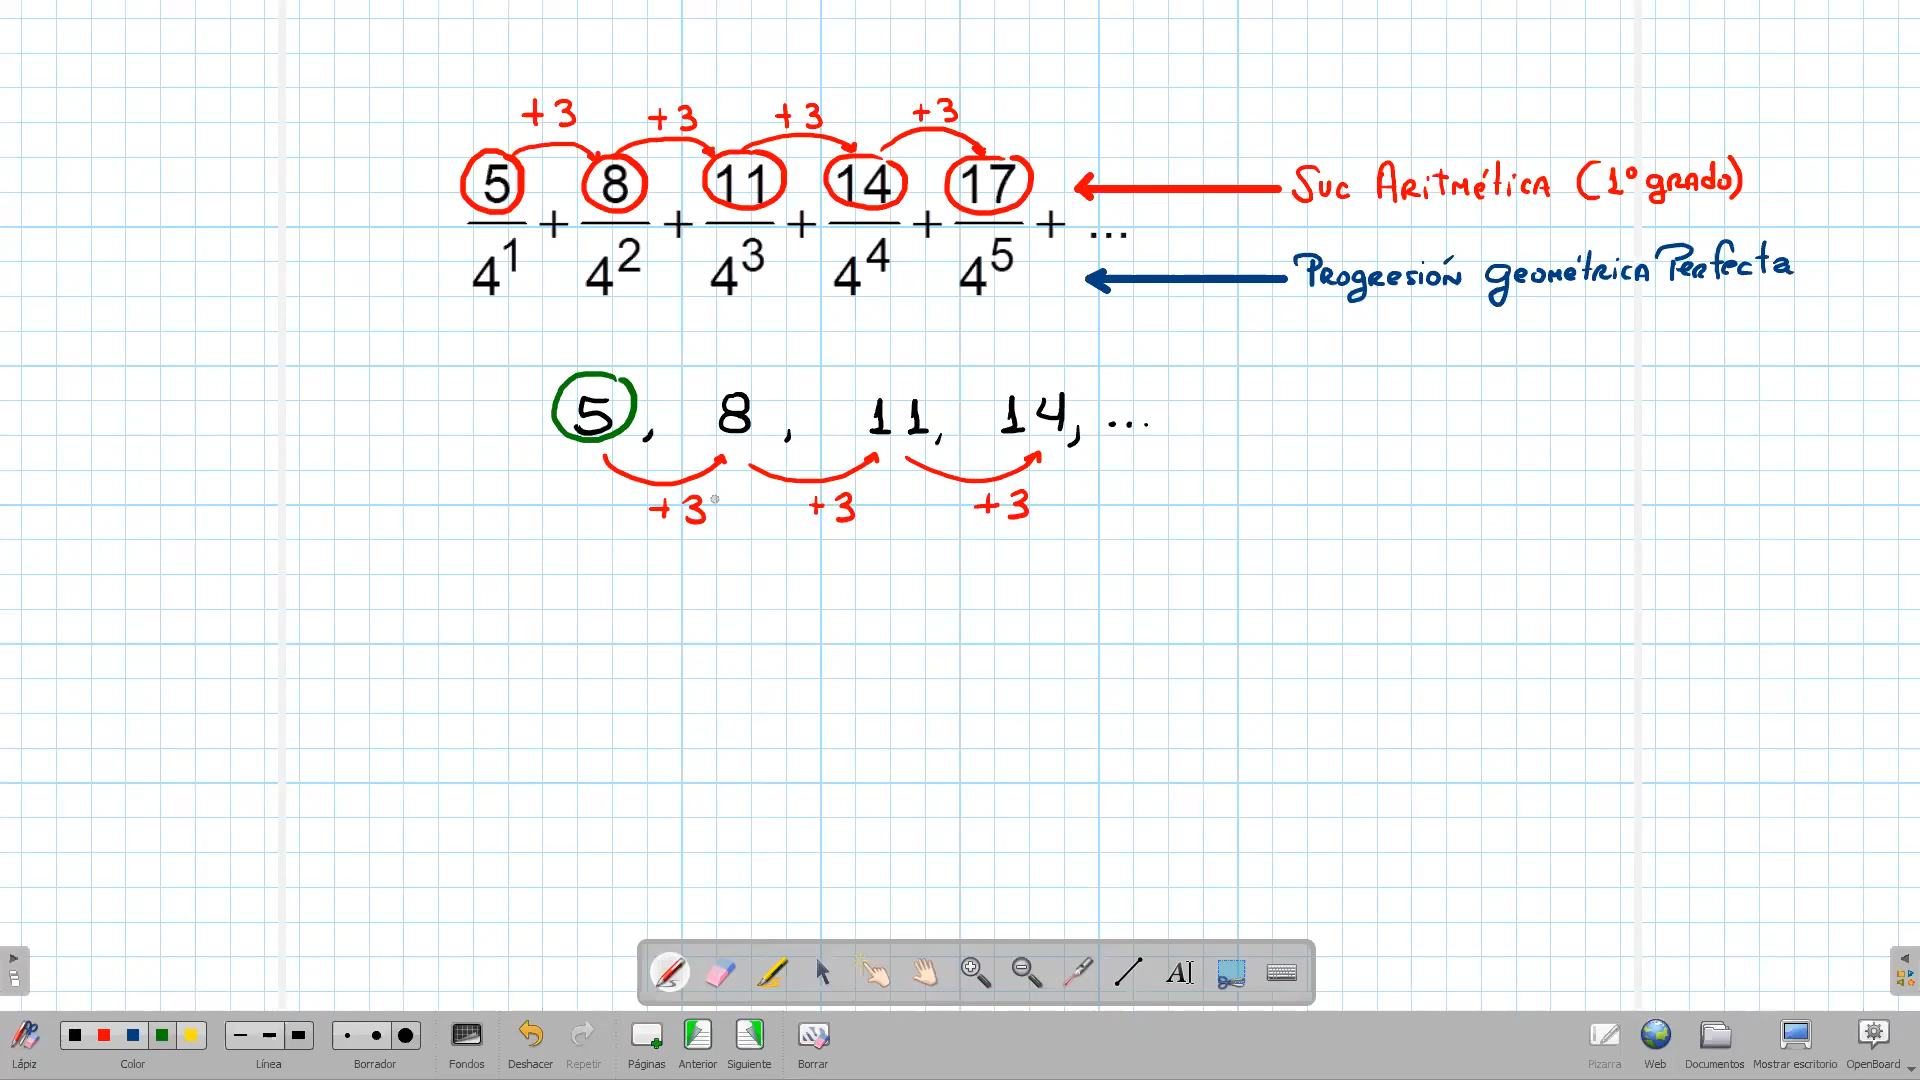 +3 +3 +3 +3
5/4^1 + 8/4^2 + 11/4^3 + 14/4^4 + 17/4^5 + ...
Suc Aritmética (1º grado)
Progresión geométrica Perfecta
5, 8, 11, 14, ...
+3 +3 +3
Lápiz Color Línea Borrador Fondos Deshacer Repetir Páginas Anterior Siguiente Borrar Pizarra Web Documentos Mostrar escritorio OpenBoard